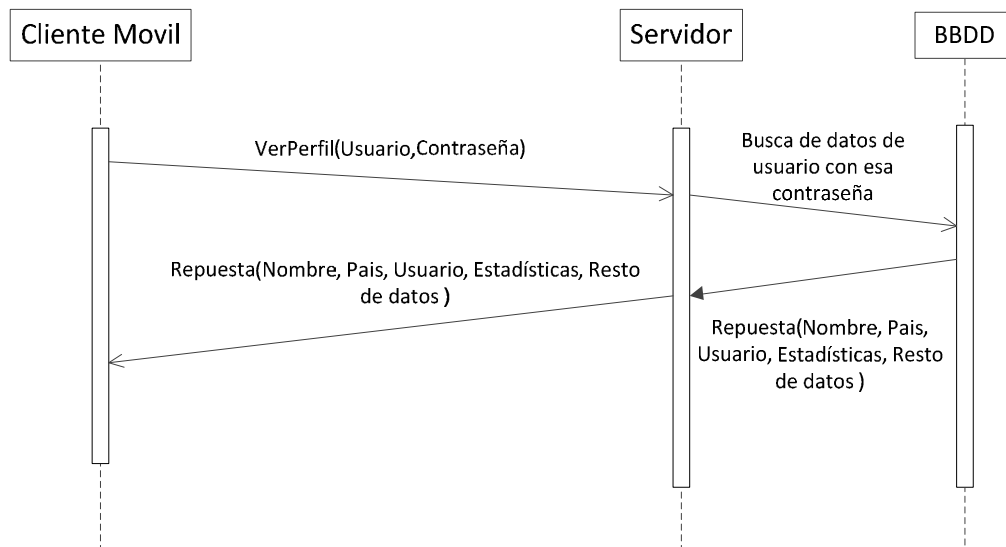 Cliente Movil
Servidor
BBDD
VerPerfil(Usuario,Contraseña)
Busca de datos de
usuario con esa
contraseña
Repuesta(Nombre, Pais, Usuario, Estadísticas, Resto
de datos )
Repuesta(Nombre, Pais,
Usuario, Estadísticas, Resto
de datos )